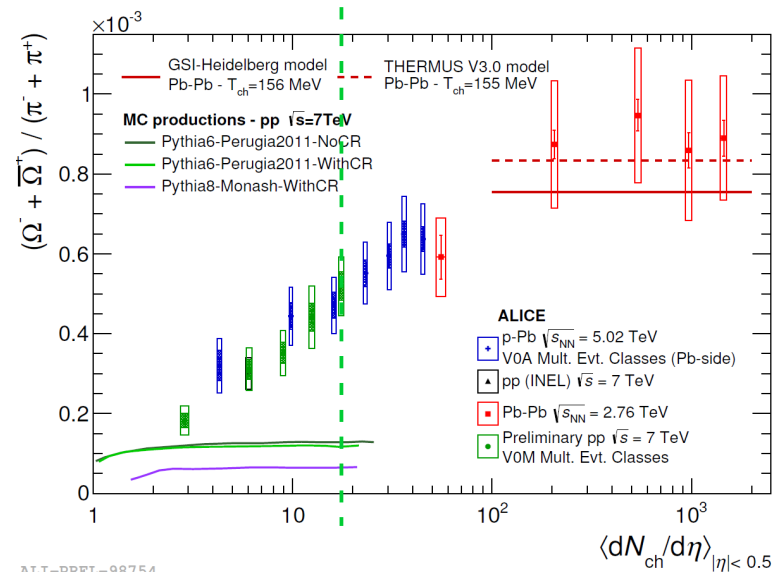 ×10⁻³
(Ω⁻ + Ω̅⁺) / (π⁻ + π⁺)
1
0.8
0.6
0.4
0.2
0
GSI-Heidelberg model
Pb-Pb - T_ch=156 MeV
THERMUS V3.0 model
Pb-Pb - T_ch=155 MeV
MC productions - pp √s=7TeV
Pythia6-Perugia2011-NoCR
Pythia6-Perugia2011-WithCR
Pythia8-Monash-WithCR
ALICE
p-Pb √s_NN = 5.02 TeV
V0A Mult. Evt. Classes (Pb-side)
pp (INEL) √s = 7 TeV
Pb-Pb √s_NN = 2.76 TeV
Preliminary pp √s = 7 TeV
V0M Mult. Evt. Classes
1 10 10² 10³
⟨dN_ch/dη⟩_|η|< 0.5
ALI-PREL-98754